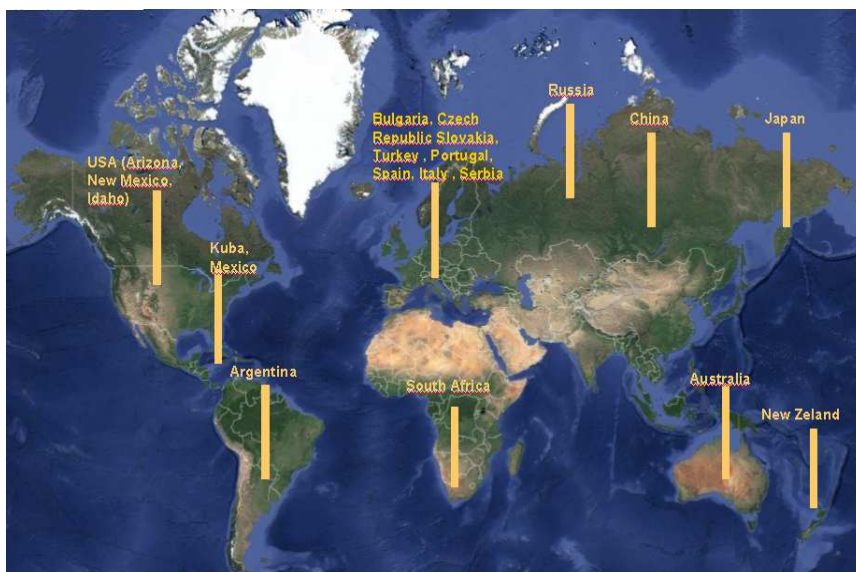 Russia
Bulgaria, Czech
Republic Slovakia,
Turkey , Portugal,
Spain, Italy , Serbia
China
Japan
USA (Arizona,
New Mexico,
Idaho)
Kuba,
Mexico
Argentina
South Africa
Australia
New Zeland